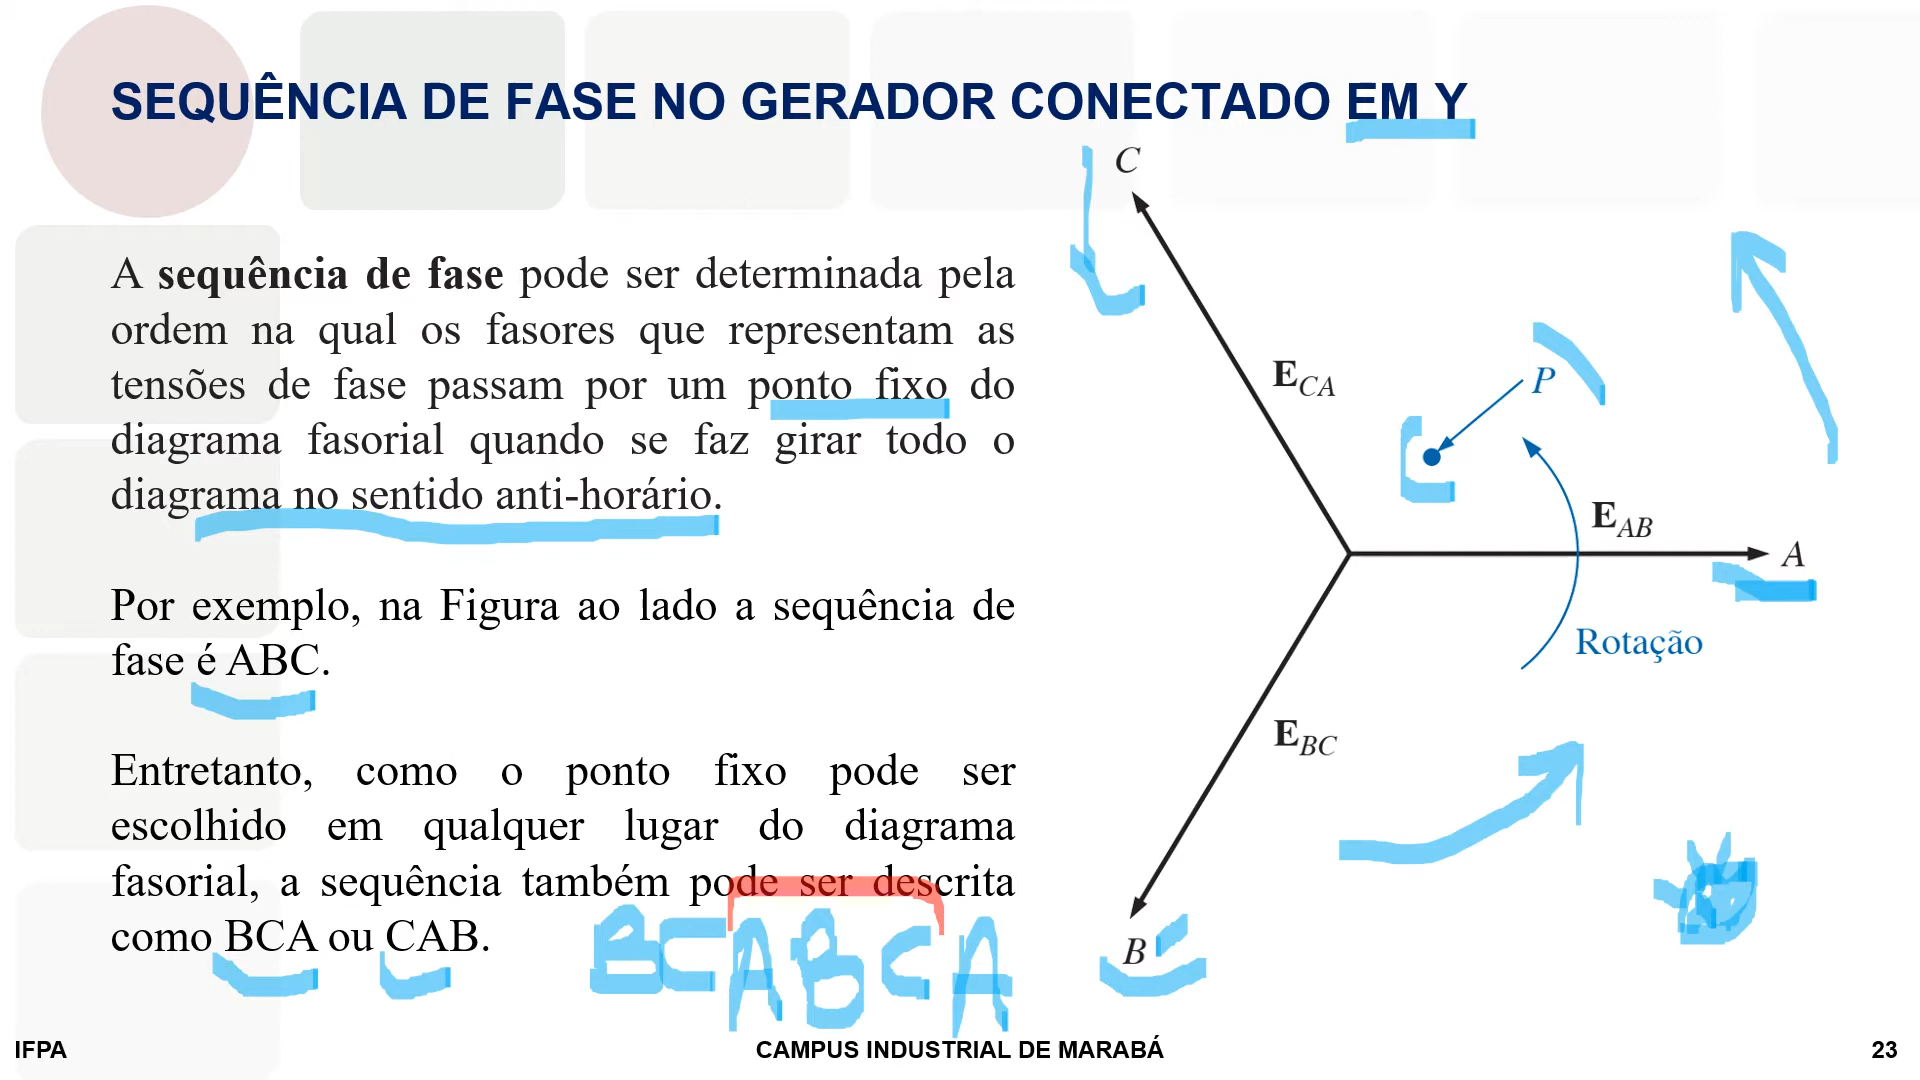 SEQUÊNCIA DE FASE NO GERADOR CONECTADO EM Y
A sequência de fase pode ser determinada pela
ordem na qual os fasores que representam as
tensões de fase passam por um ponto fixo do
diagrama fasorial quando se faz girar todo o
diagrama no sentido anti-horário.
Por exemplo, na Figura ao lado a sequência de
fase é ABC.
Entretanto, como o ponto fixo pode ser
escolhido em qualquer lugar do diagrama
fasorial, a sequência também pode ser descrita
como BCA ou CAB.
BCABCA
C
E_CA
P
E_AB
A
Rotação
E_BC
B
IFPA
CAMPUS INDUSTRIAL DE MARABÁ
23